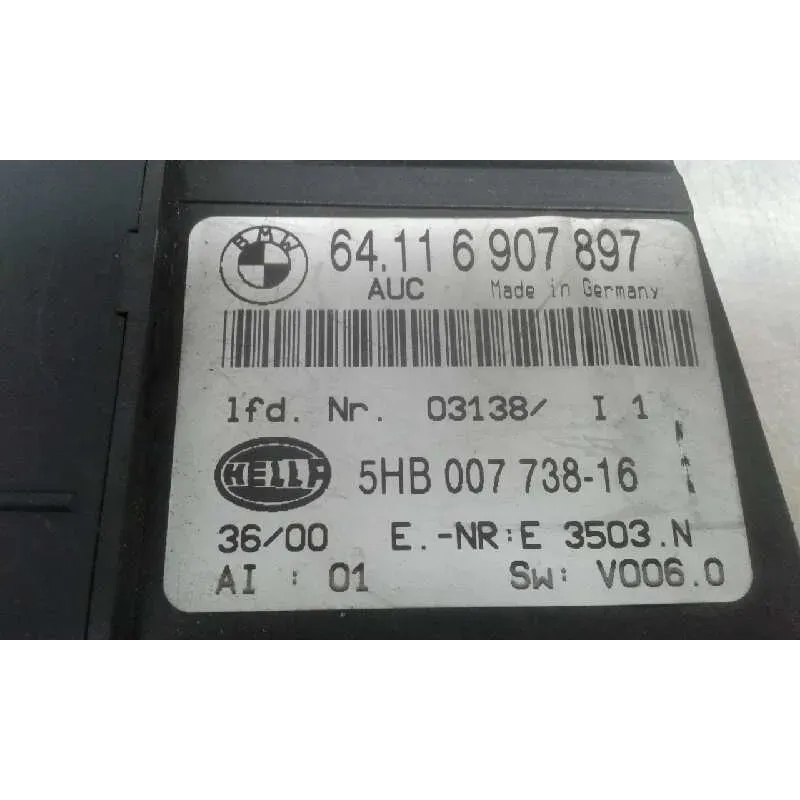 BMW
64.11 6 907 897
AUC Made in Germany
lfd. Nr. 03138/ I 1
HELLA 5HB 007 738-16
36/00 E.-NR:E 3503.N
AI : 01 SW: V006.0